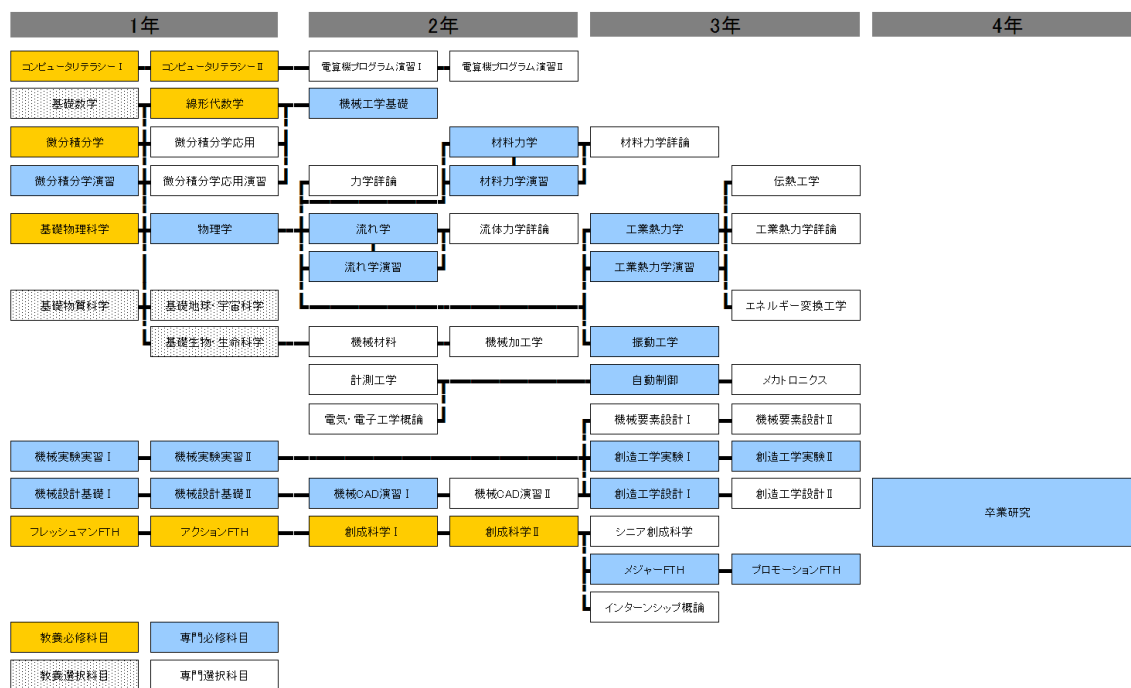 1年 2年 3年 4年
コンピュータリテラシーⅠ コンピュータリテラシーⅡ 電算機プログラム演習Ⅰ 電算機プログラム演習Ⅱ
基礎数学 線形代数学 機械工学基礎
微分積分学 微分積分学応用 材料力学 材料力学詳論
微分積分学演習 微分積分学応用演習 力学詳論 材料力学演習 伝熱工学
基礎物理科学 物理学 流れ学 流体力学詳論 工業熱力学 工業熱力学詳論
流れ学演習 工業熱力学演習
基礎物質科学 基礎地球・宇宙科学 エネルギー変換工学
基礎生物・生命科学 機械材料 機械加工学 振動工学
計測工学 自動制御 メカトロニクス
電気・電子工学概論 機械要素設計Ⅰ 機械要素設計Ⅱ
機械実験実習Ⅰ 機械実験実習Ⅱ 創造工学実験Ⅰ 創造工学実験Ⅱ
機械設計基礎Ⅰ 機械設計基礎Ⅱ 機械CAD演習Ⅰ 機械CAD演習Ⅱ 創造工学設計Ⅰ 創造工学設計Ⅱ
卒業研究
フレッシュマンFTH アクションFTH 創成科学Ⅰ 創成科学Ⅱ シニア創成科学
メジャーFTH プロモーションFTH
インターンシップ概論
教養必修科目 専門必修科目
教養選択科目 専門選択科目